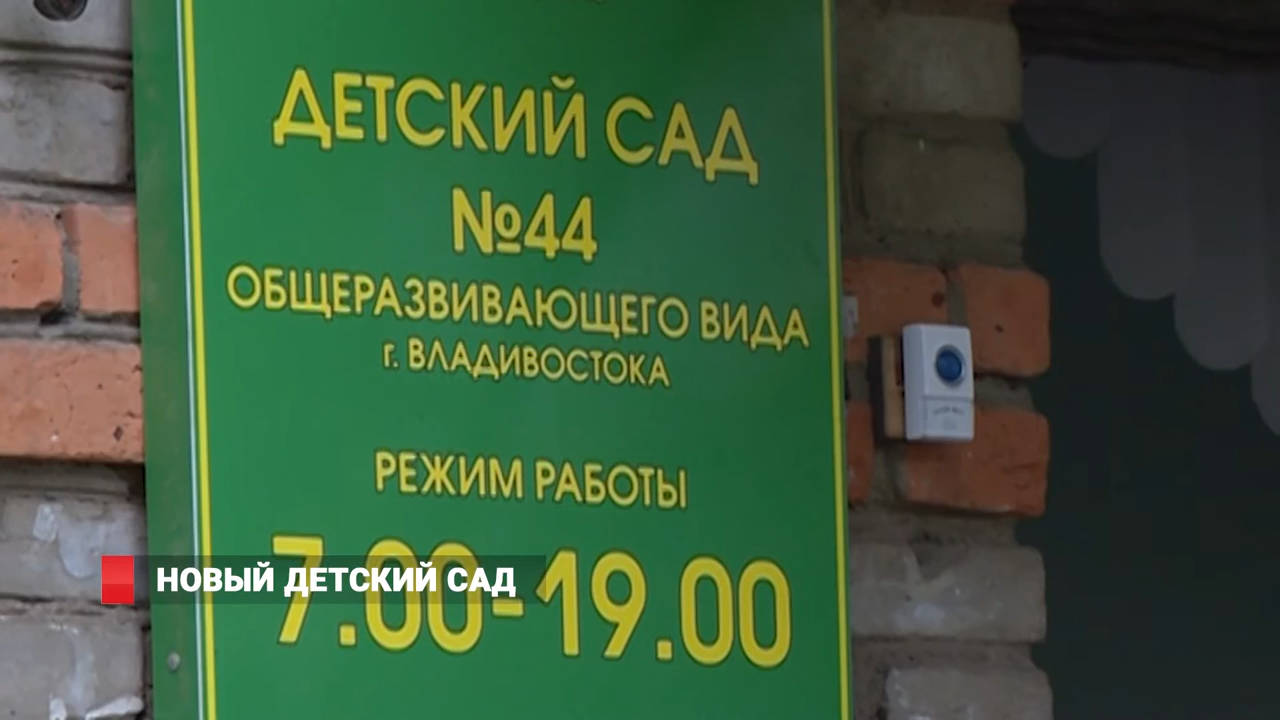 ДЕТСКИЙ САД
№44
ОБЩЕРАЗВИВАЮЩЕГО ВИДА
г. ВЛАДИВОСТОКА
РЕЖИМ РАБОТЫ
7.00-19.00
НОВЫЙ ДЕТСКИЙ САД